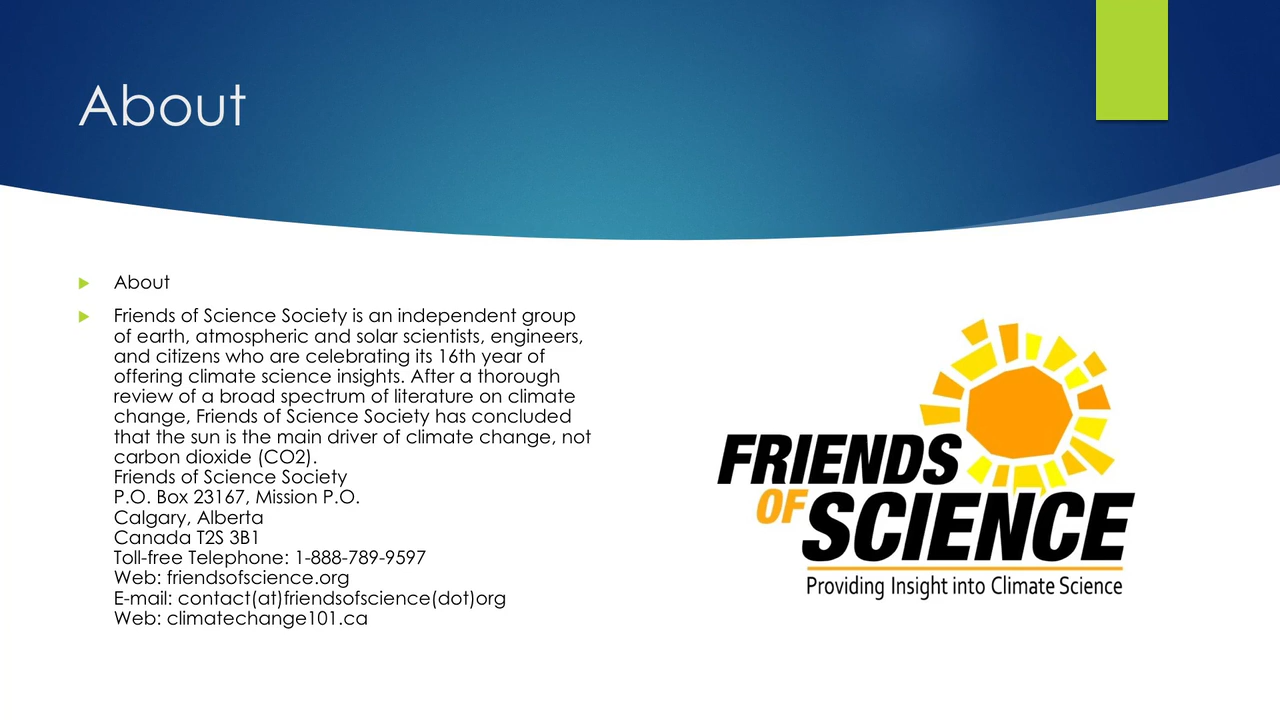 About
About
Friends of Science Society is an independent group
of earth, atmospheric and solar scientists, engineers,
and citizens who are celebrating its 16th year of
offering climate science insights. After a thorough
review of a broad spectrum of literature on climate
change, Friends of Science Society has concluded
that the sun is the main driver of climate change, not
carbon dioxide (CO2).
Friends of Science Society
P.O. Box 23167, Mission P.O.
Calgary, Alberta
Canada T2S 3B1
Toll-free Telephone: 1-888-789-9597
Web: friendsofscience.org
E-mail: contact(at)friendsofscience(dot)org
Web: climatechange101.ca
FRIENDS
OF SCIENCE
Providing Insight into Climate Science